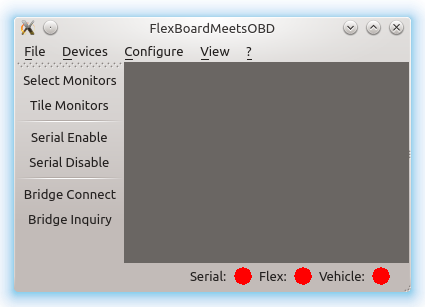 FlexBoardMeetsOBD
File Devices Configure View ?
Select Monitors
Tile Monitors
Serial Enable
Serial Disable
Bridge Connect
Bridge Inquiry
Serial: Flex: Vehicle: